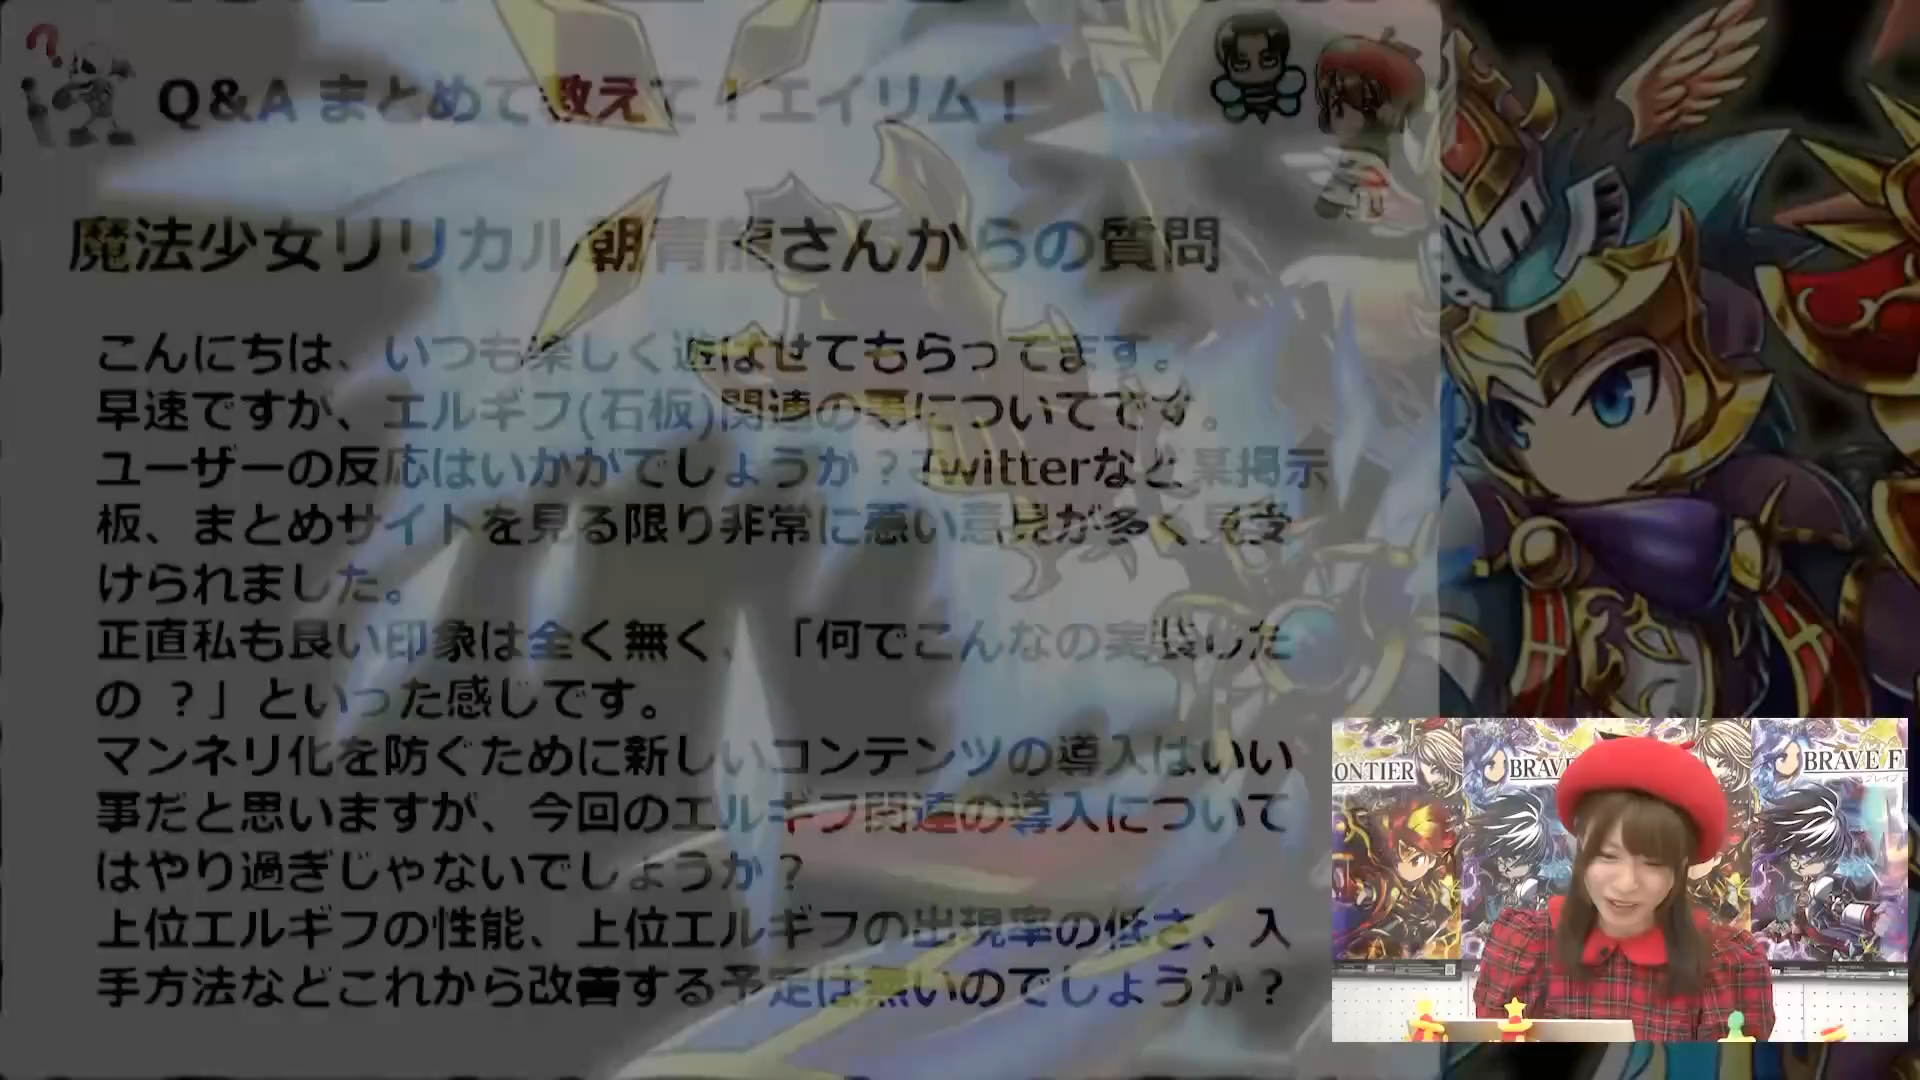 Q&A まとめて教えて！エイリム！
魔法少女リリカル朝青龍さんからの質問
こんにちは、いつも楽しく遊ばせてもらってます。
早速ですが、エルギフ(石板)関連の事についてです。
ユーザーの反応はいかがでしょうか？Twitterなど某掲示
板、まとめサイトを見る限り非常に悪い意見が多く見受
けられました。
正直私も良い印象は全く無く、「何でこんなの実装した
の？」といった感じです。
マンネリ化を防ぐために新しいコンテンツの導入はいい
事だと思いますが、今回のエルギフ関連の導入について
はやり過ぎじゃないでしょうか？
上位エルギフの性能、上位エルギフの出現率の低さ、入
手方法などこれから改善する予定は無いのでしょうか？
RONTIER
BRAVE
BRAVE F